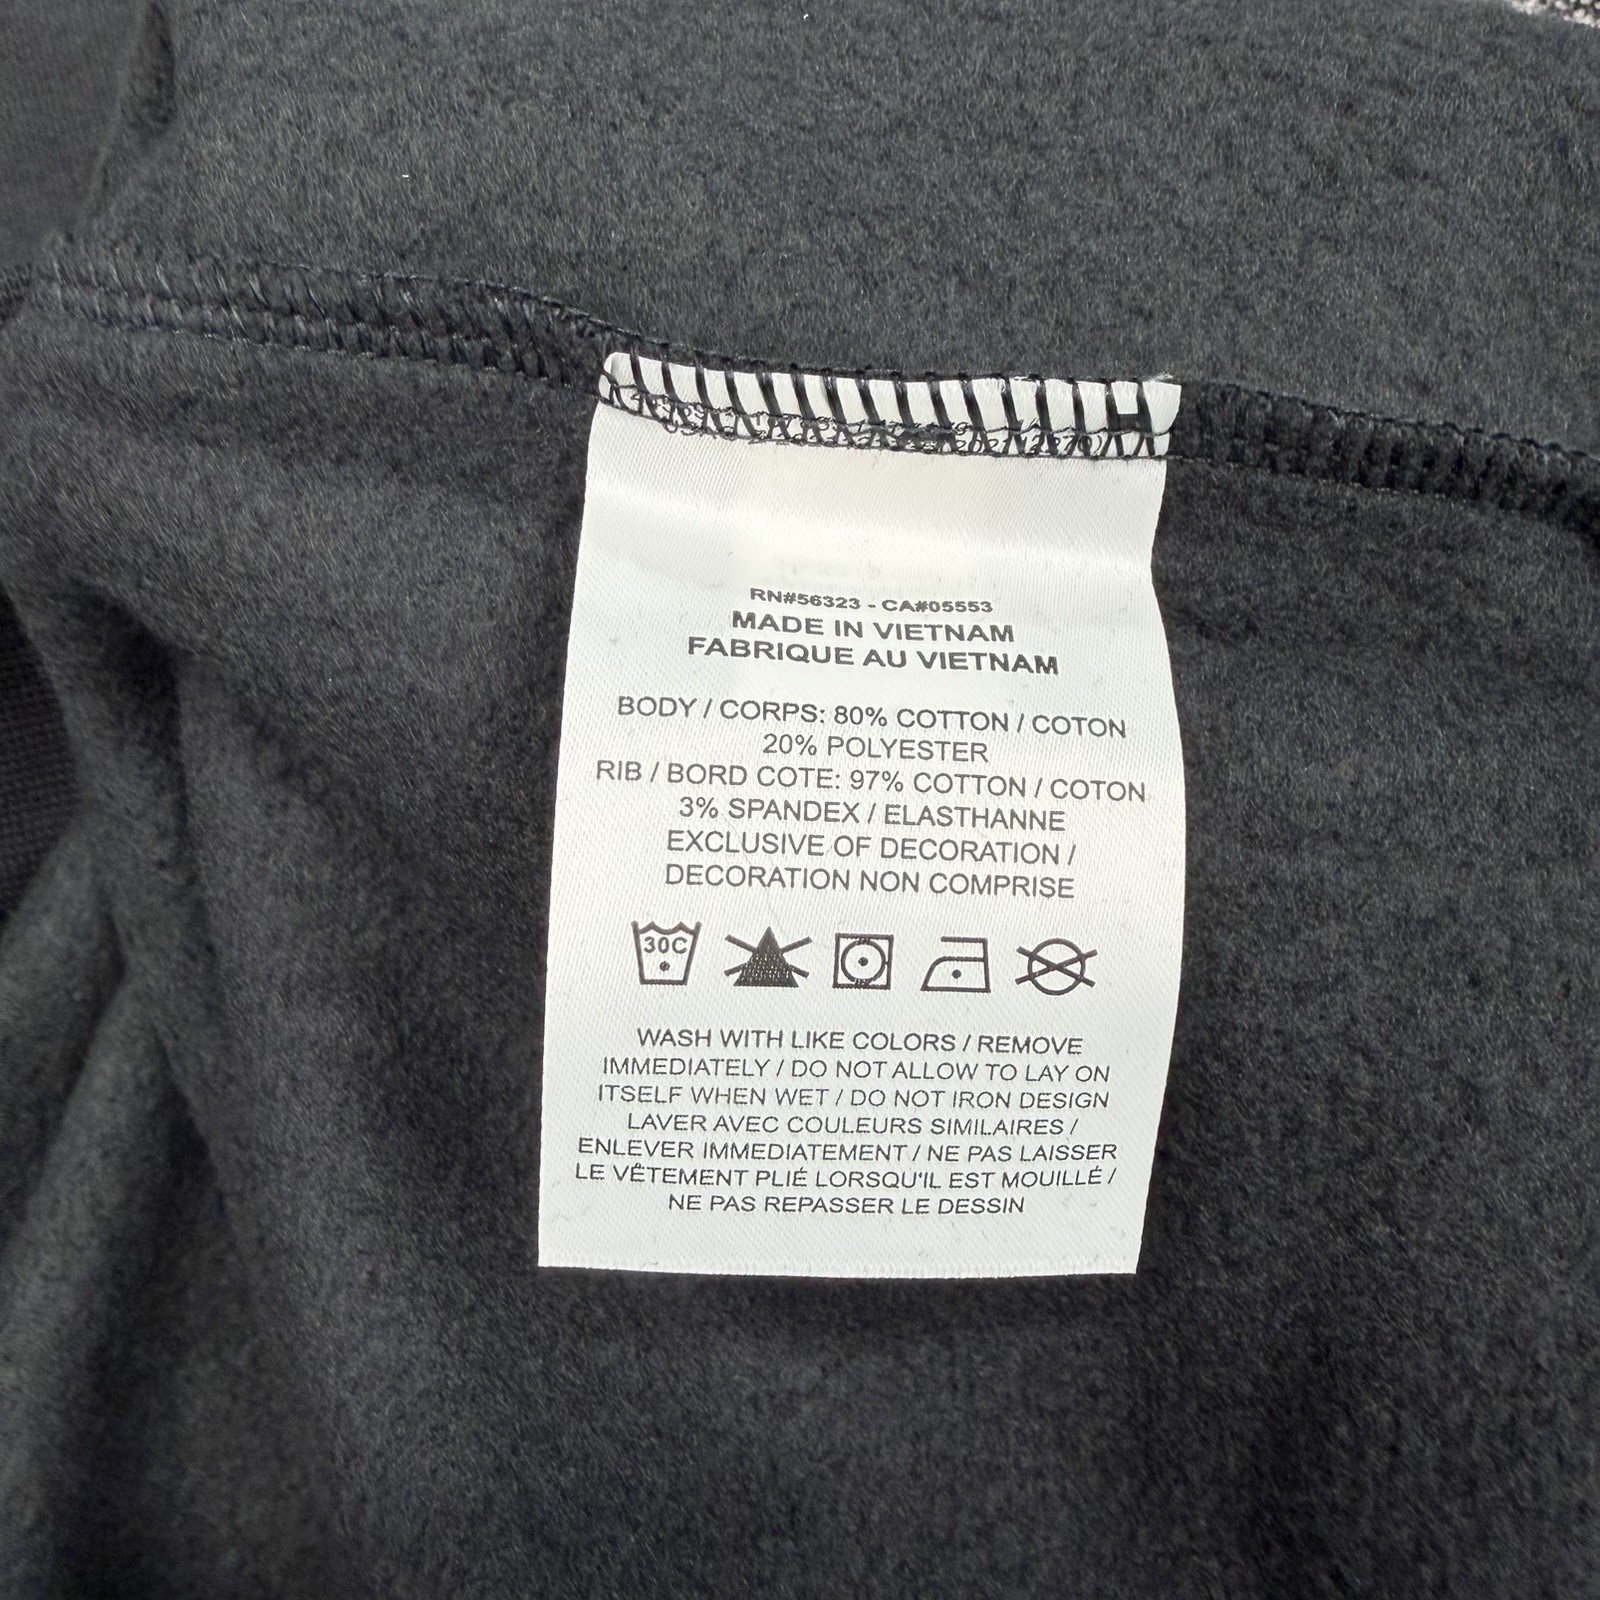 RN#56323 - CA#05553
MADE IN VIETNAM
FABRIQUE AU VIETNAM
BODY / CORPS: 80% COTTON / COTON
20% POLYESTER
RIB / BORD COTE: 97% COTTON / COTON
3% SPANDEX / ELASTHANNE
EXCLUSIVE OF DECORATION /
DECORATION NON COMPRISE
30C
WASH WITH LIKE COLORS / REMOVE
IMMEDIATELY / DO NOT ALLOW TO LAY ON
ITSELF WHEN WET / DO NOT IRON DESIGN
LAVER AVEC COULEURS SIMILAIRES /
ENLEVER IMMEDIATEMENT / NE PAS LAISSER
LE VÊTEMENT PLIÉ LORSQU'IL EST MOUILLÉ /
NE PAS REPASSER LE DESSIN